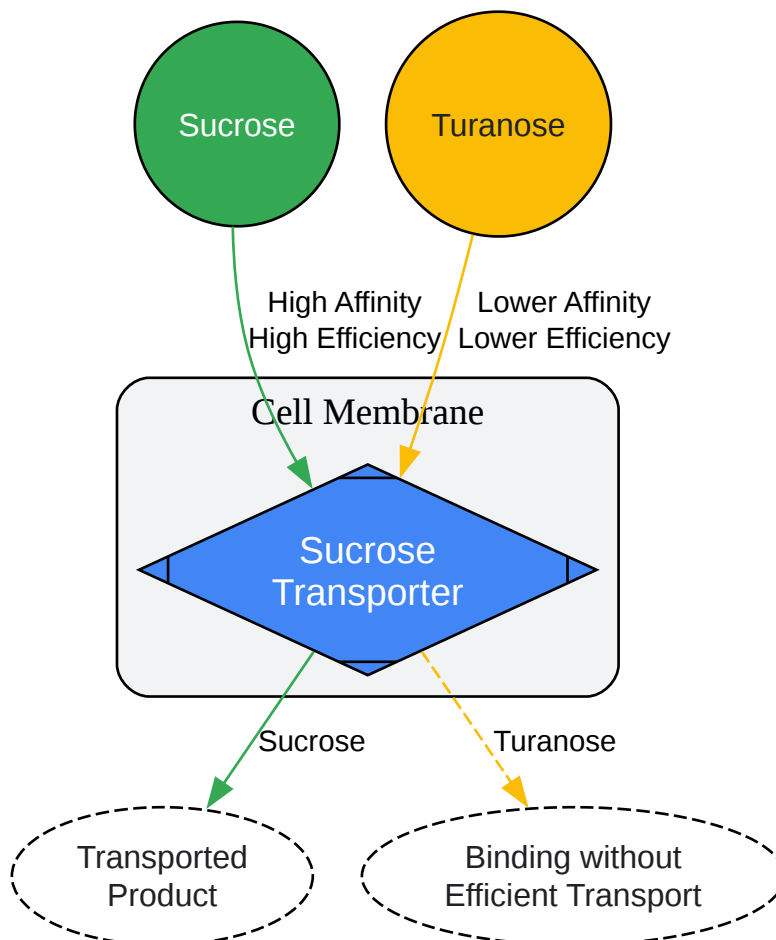 Sucrose
Turanose
High Affinity
High Efficiency
Lower Affinity
Lower Efficiency
Cell Membrane
Sucrose
Transporter
Sucrose
Turanose
Transported
Product
Binding without
Efficient Transport